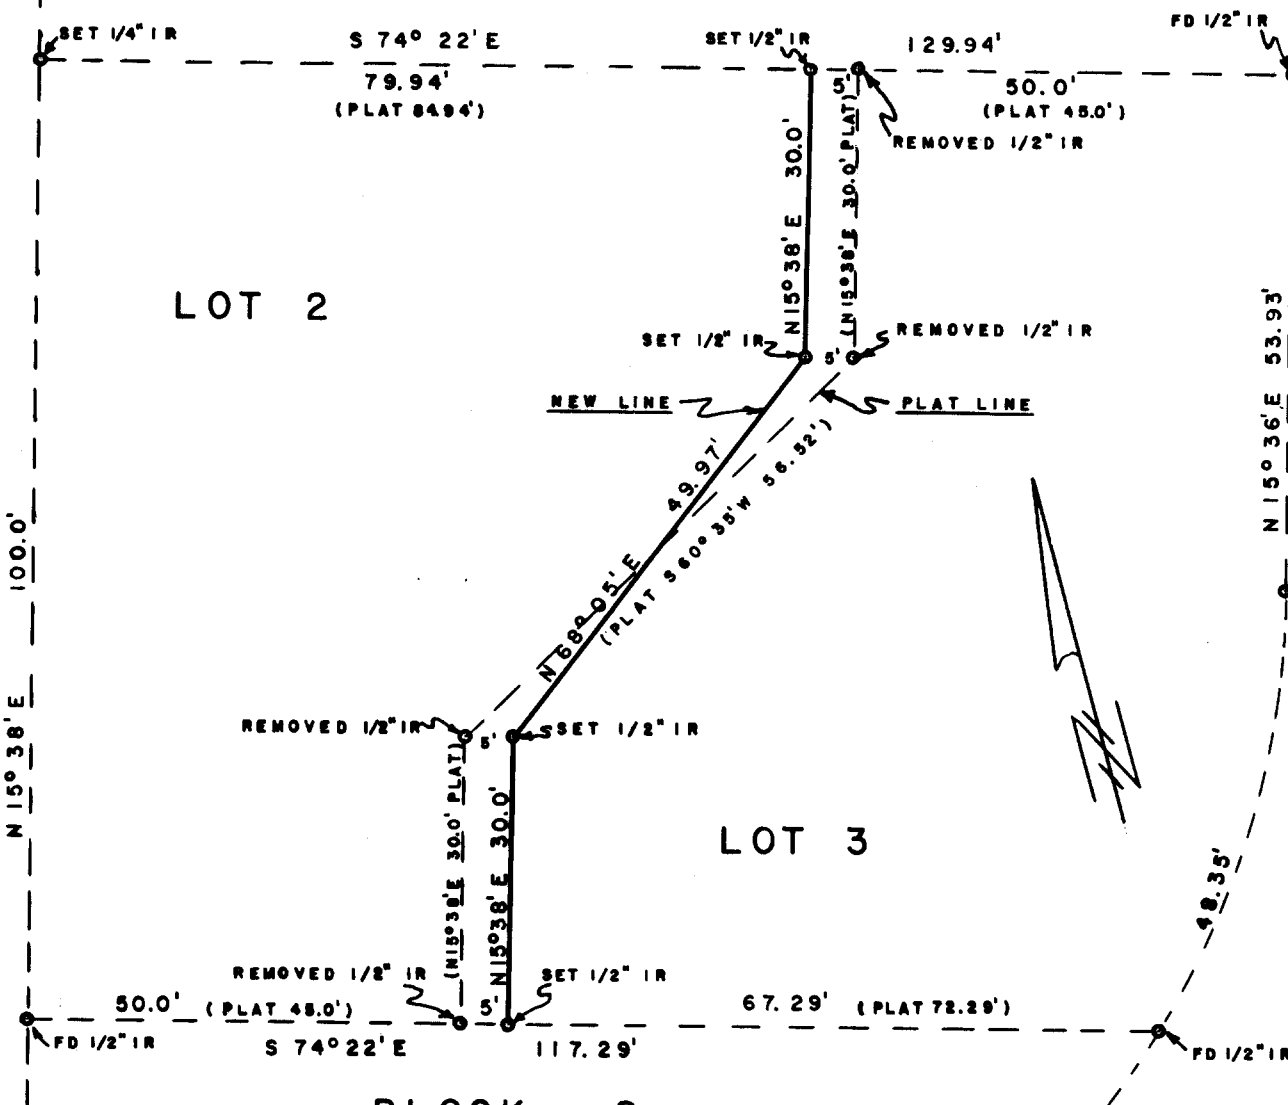 SET 1/4" IR
S 74° 22' E
SET 1/2" IR
129.94'
FD 1/2" IR
79.94'
(PLAT 84.94')
5'
50.0'
(PLAT 45.0')
REMOVED 1/2" IR
N15°38'E 30.0'
(N15°38'E 30.0' PLAT)
LOT 2
SET 1/2" IR
5'
REMOVED 1/2" IR
N 15°36'E 53.93'
NEW LINE
PLAT LINE
49.97'
N 68° 05' E
(PLAT S 60° 35' W 56.52')
N 15° 38' E 100.0'
REMOVED 1/2" IR
5'
SET 1/2" IR
(N15°38'E 30.0' PLAT)
N15°38'E 30.0'
LOT 3
48.35'
REMOVED 1/2" IR
SET 1/2" IR
50.0' (PLAT 45.0')
5'
67.29' (PLAT 72.29')
FD 1/2" IR
S 74°22' E
117.29'
FD 1/2" IR